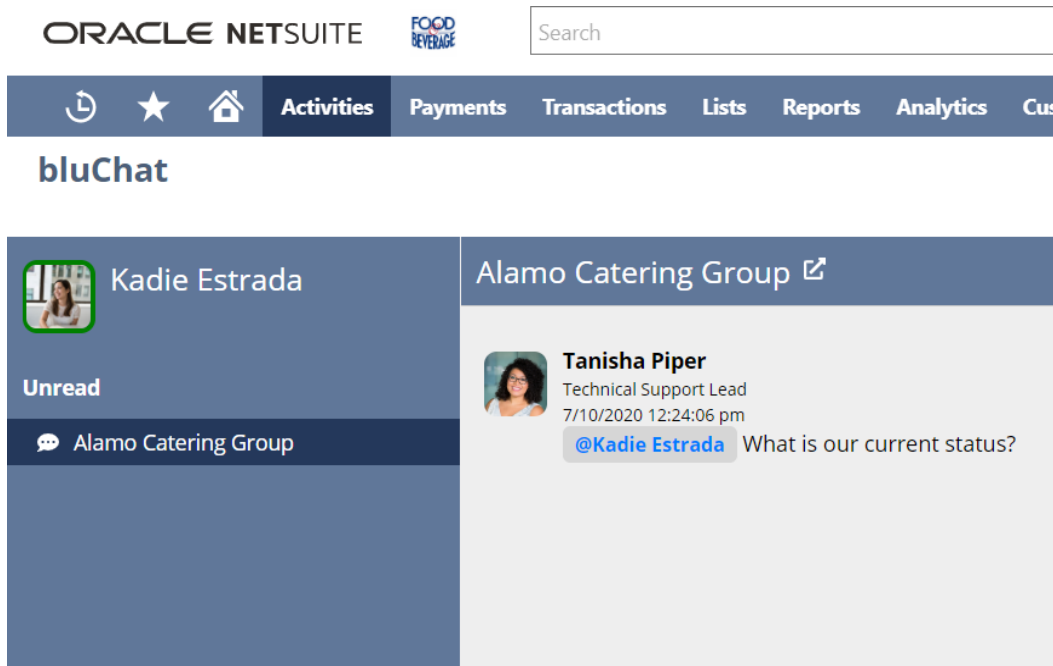 ORACLE NETSUITE
FOOD
BEVERAGE
Search
Activities Payments Transactions Lists Reports Analytics Cus
bluChat
Kadie Estrada
Unread
Alamo Catering Group
Alamo Catering Group
Tanisha Piper
Technical Support Lead
7/10/2020 12:24:06 pm
@Kadie Estrada What is our current status?